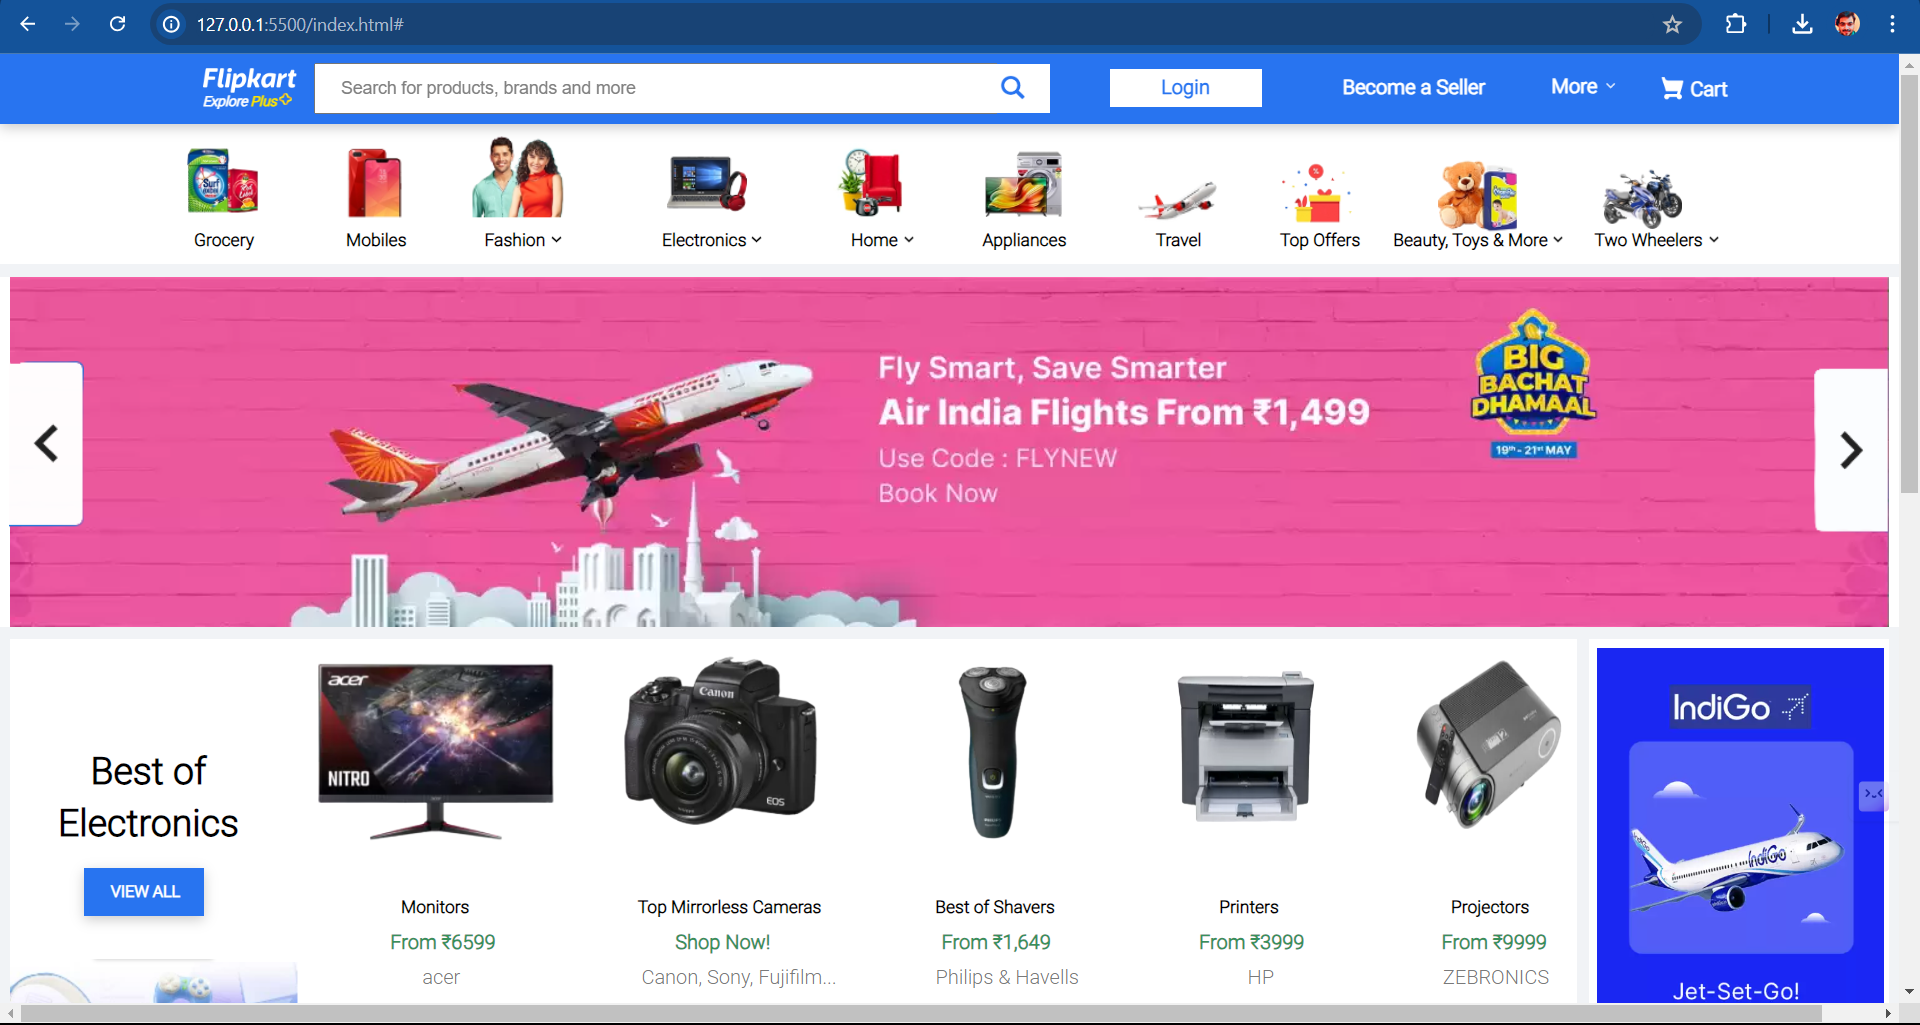 127.0.0.1:5500/index.html#
Flipkart
Explore Plus
Search for products, brands and more
Login
Become a Seller
More
Cart
Surf
Grocery
Mobiles
Fashion
Electronics
Home
Appliances
Travel
Top Offers
Beauty, Toys & More
Two Wheelers
Fly Smart, Save Smarter
Air India Flights From ₹1,499
Use Code : FLYNEW
Book Now
BIG
BACHAT
DHAMAAL
19th - 21st MAY
AIR INDIA
Best of
Electronics
VIEW ALL
acer
NITRO
Monitors
From ₹6599
acer
Canon
EOS
Top Mirrorless Cameras
Shop Now!
Canon, Sony, Fujifilm...
PHILIPS
Best of Shavers
From ₹1,649
Philips & Havells
Printers
From ₹3999
HP
Projectors
From ₹9999
ZEBRONICS
IndiGo
IndiGo
IndiGo
Jet-Set-Go!